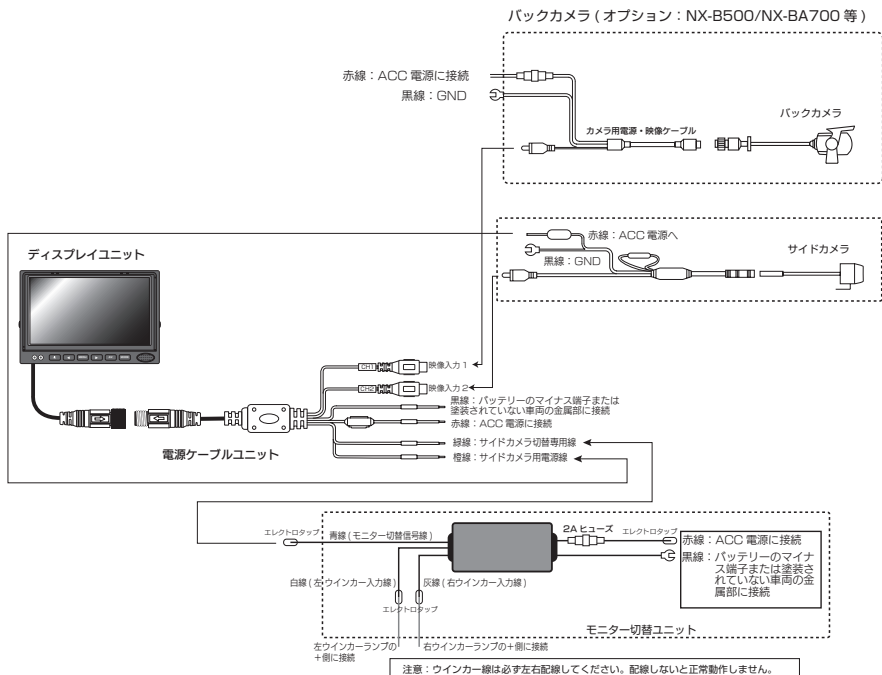 バックカメラ ( オプション：NX-B500/NX-BA700 等 )
赤線：ACC 電源に接続
黒線：GND
バックカメラ
カメラ用電源・映像ケーブル
赤線：ACC 電源へ
黒線：GND
サイドカメラ
ディスプレイユニット
CH1
映像入力 1
CH2
映像入力 2
黒線：バッテリーのマイナス端子または
塗装されていない車両の金属部に接続
赤線：ACC 電源に接続
緑線：サイドカメラ切替専用線
橙線：サイドカメラ用電源線
電源ケーブルユニット
エレクトロタップ
青線 ( モニター切替信号線 )
2A ヒューズ
エレクトロタップ
赤線：ACC 電源に接続
黒線：バッテリーのマイナ
ス端子または塗装さ
れていない車両の金
属部に接続
白線 ( 左ウインカー入力線 )
灰線 ( 右ウインカー入力線 )
エレクトロタップ
モニター切替ユニット
左ウインカーランプの
＋側に接続
右ウインカーランプの＋側に接続
注意：ウインカー線は必ず左右配線してください。配線しないと正常動作しません。